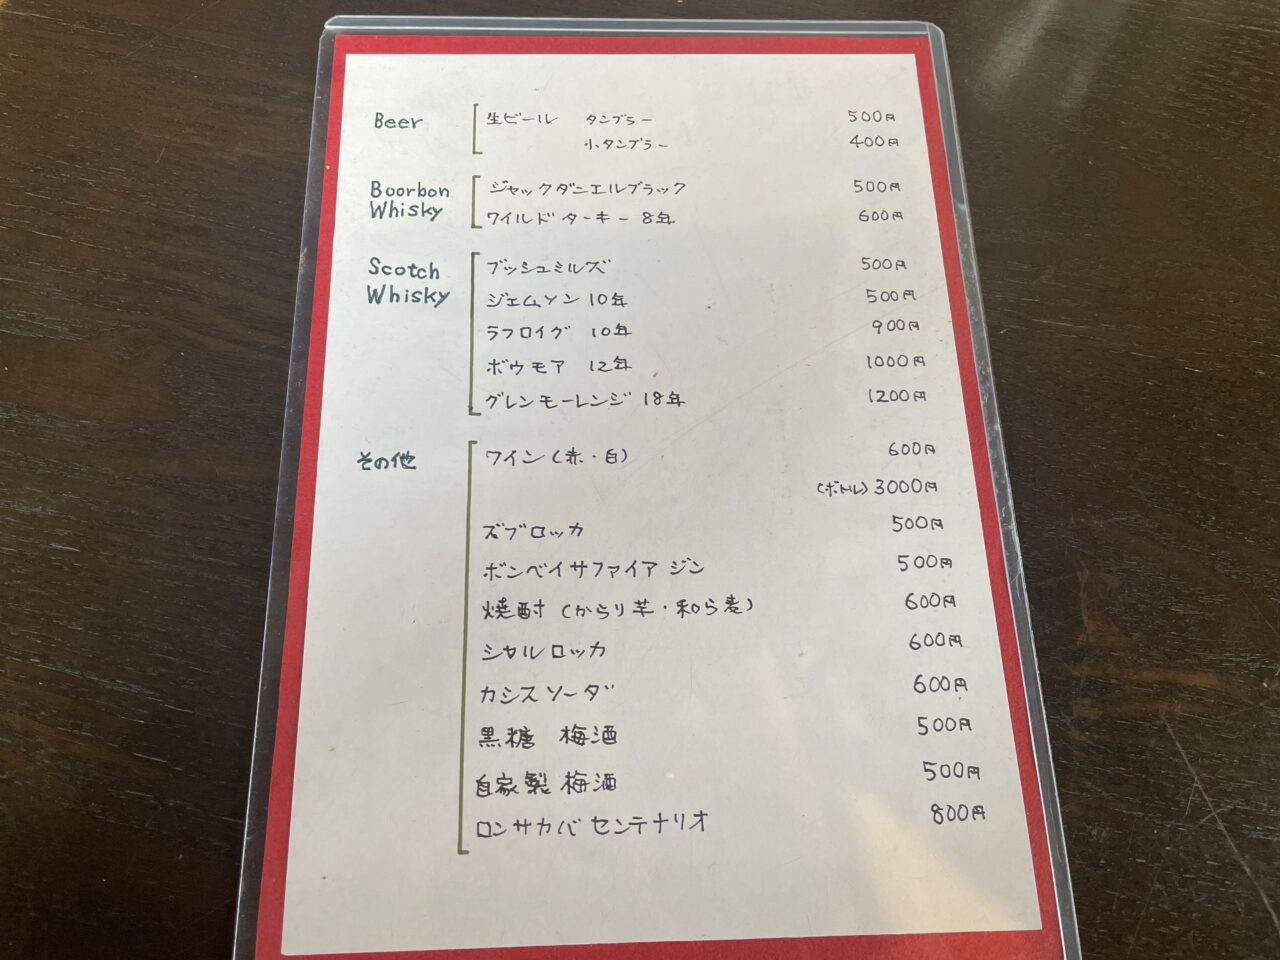 Beer 生ビール タンブラー 500円
小タンブラー 400円
Boorbon Whisky ジャックダニエルブラック 500円
ワイルドターキー 8年 600円
Scotch Whisky ブッシュミルズ 500円
ジェムソン 10年 500円
ラフロイグ 10年 900円
ボウモア 12年 1000円
グレンモーレンジ 18年 1200円
その他 ワイン(赤・白) 600円
(ボトル) 3000円
ズブロッカ 500円
ボンベイサファイア ジン 500円
焼酎 (からり芋・和ら麦) 600円
シャルロッカ 600円
カシスソーダ 600円
黒糖 梅酒 500円
自家製 梅酒 500円
ロンサカパ センテナリオ 800円